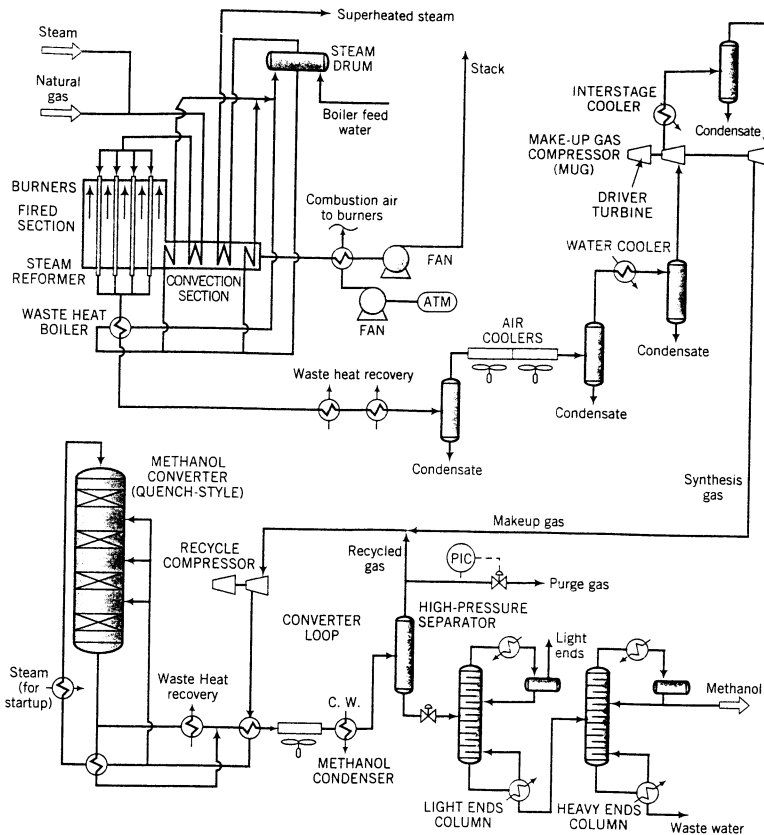 Superheated steam
Steam
STEAM
DRUM
Stack
Natural
gas
INTERSTAGE
COOLER
Boiler feed
water
Condensate
MAKE-UP GAS
COMPRESSOR
(MUG)
BURNERS
Combustion air
to burners
DRIVER
TURBINE
FIRED
SECTION
WATER COOLER
FAN
STEAM
REFORMER
CONVECTION
SECTION
ATM
FAN
WASTE HEAT
BOILER
AIR
COOLERS
Condensate
Waste heat recovery
Condensate
Condensate
METHANOL
CONVERTER
(QUENCH-STYLE)
Synthesis
gas
Makeup gas
RECYCLE
COMPRESSOR
Recycled
gas
PIC
Purge gas
HIGH-PRESSURE
SEPARATOR
CONVERTER
LOOP
Light
ends
Steam
(for
startup)
Waste Heat
recovery
C. W.
Methanol
METHANOL
CONDENSER
LIGHT ENDS
COLUMN
HEAVY ENDS
COLUMN
Waste water